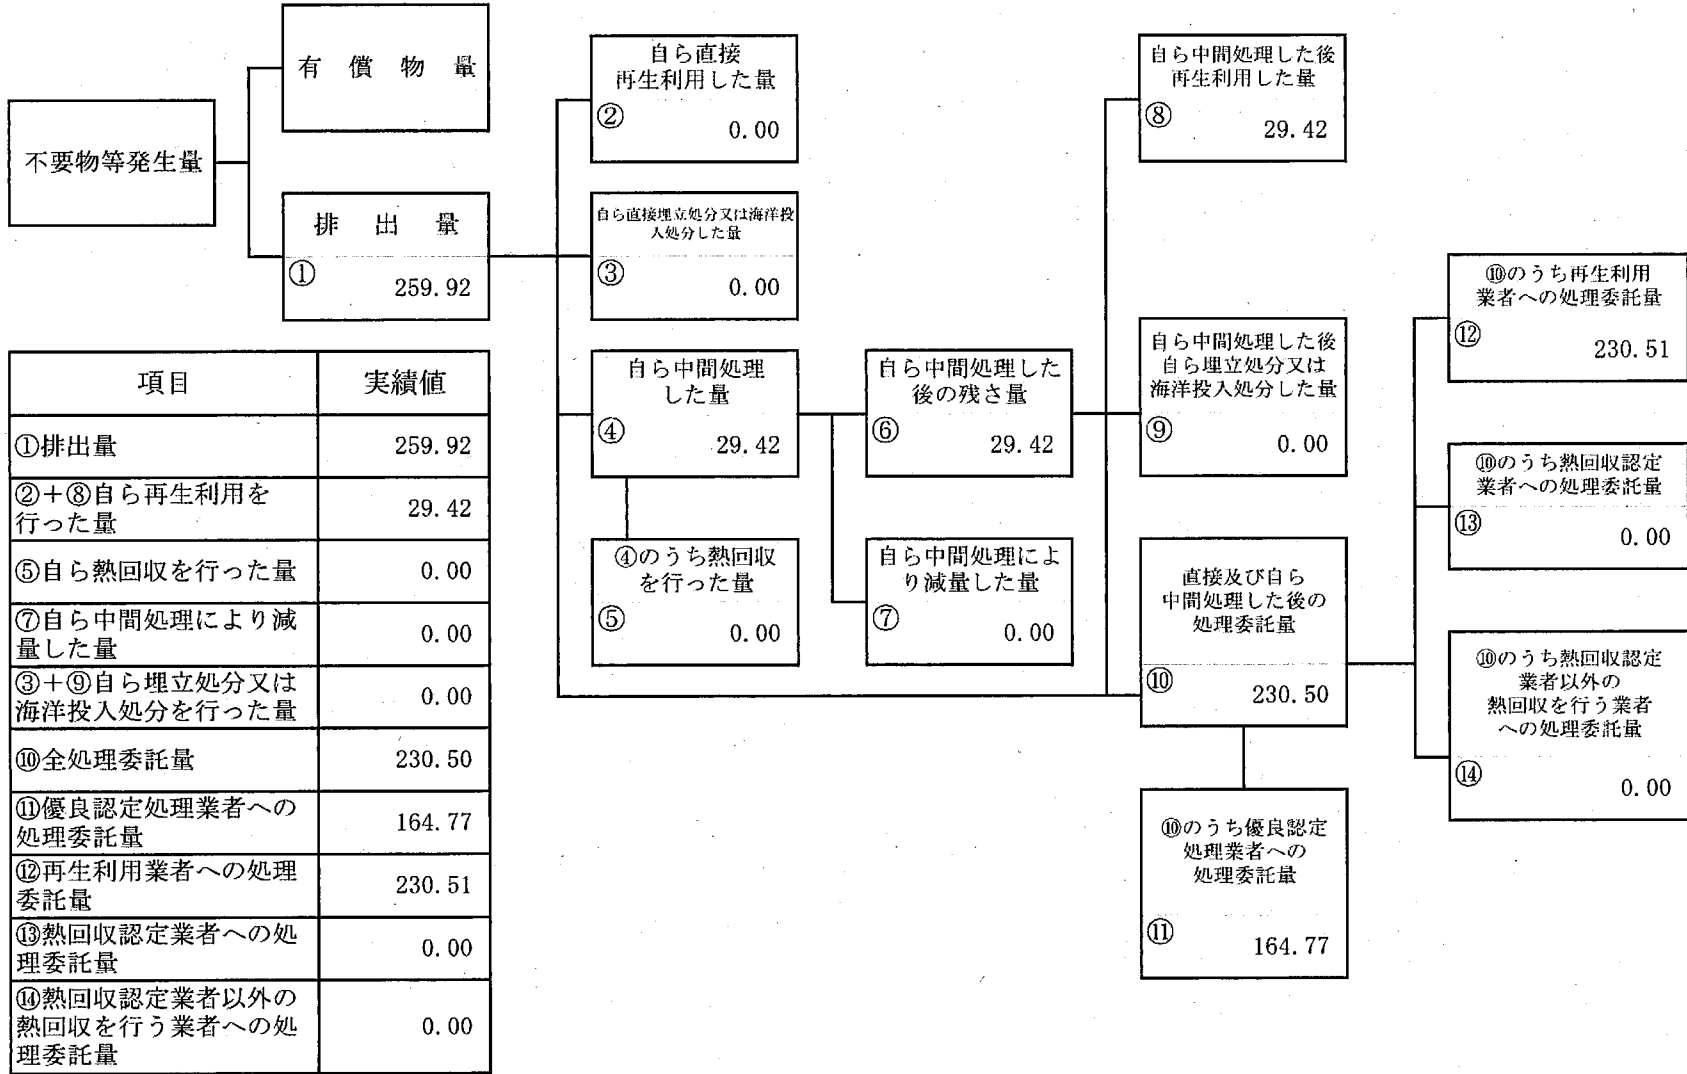 不要物等発生量
有償物量
排出量
①
259.92
自ら直接
再生利用した量
②
0.00
自ら直接埋立処分又は海洋投
入処分した量
③
0.00
自ら中間処理
した量
④
29.42
④のうち熱回収
を行った量
⑤
0.00
自ら中間処理した
後の残さ量
⑥
29.42
自ら中間処理によ
り減量した量
⑦
0.00
自ら中間処理した後
再生利用した量
⑧
29.42
自ら中間処理した後
自ら埋立処分又は
海洋投入処分した量
⑨
0.00
直接及び自ら
中間処理した後の
処理委託量
⑩
230.50
⑩のうち優良認定
処理業者への
処理委託量
⑪
164.77
⑩のうち再生利用
業者への処理委託量
⑫
230.51
⑩のうち熱回収認定
業者への処理委託量
⑬
0.00
⑩のうち熱回収認定
業者以外の
熱回収を行う業者
への処理委託量
⑭
0.00
項目 実績値
①排出量 259.92
②+⑧自ら再生利用を
行った量 29.42
⑤自ら熱回収を行った量 0.00
⑦自ら中間処理により減
量した量 0.00
③+⑨自ら埋立処分又は
海洋投入処分を行った量 0.00
⑩全処理委託量 230.50
⑪優良認定処理業者への
処理委託量 164.77
⑫再生利用業者への処理
委託量 230.51
⑬熱回収認定業者への処
理委託量 0.00
⑭熱回収認定業者以外の
熱回収を行う業者への処
理委託量 0.00